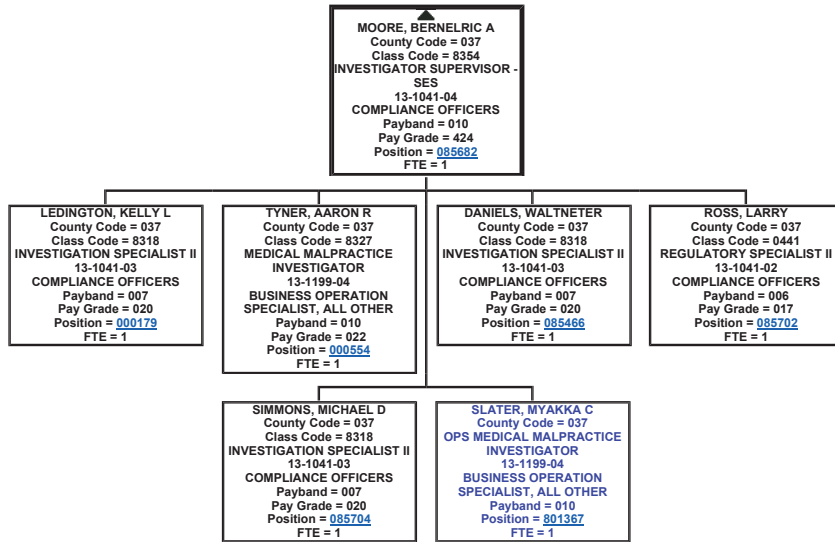 MOORE, BERNELRIC A
County Code = 037
Class Code = 8354
INVESTIGATOR SUPERVISOR -
SES
13-1041-04
COMPLIANCE OFFICERS
Payband = 010
Pay Grade = 424
Position = 085682
FTE = 1
LEDINGTON, KELLY L
County Code = 037
Class Code = 8318
INVESTIGATION SPECIALIST II
13-1041-03
COMPLIANCE OFFICERS
Payband = 007
Pay Grade = 020
Position = 000179
FTE = 1
TYNER, AARON R
County Code = 037
Class Code = 8327
MEDICAL MALPRACTICE
INVESTIGATOR
13-1199-04
BUSINESS OPERATION
SPECIALIST, ALL OTHER
Payband = 010
Pay Grade = 022
Position = 000554
FTE = 1
DANIELS, WALTNETER
County Code = 037
Class Code = 8318
INVESTIGATION SPECIALIST II
13-1041-03
COMPLIANCE OFFICERS
Payband = 007
Pay Grade = 020
Position = 085466
FTE = 1
ROSS, LARRY
County Code = 037
Class Code = 0441
REGULATORY SPECIALIST II
13-1041-02
COMPLIANCE OFFICERS
Payband = 006
Pay Grade = 017
Position = 085702
FTE = 1
SIMMONS, MICHAEL D
County Code = 037
Class Code = 8318
INVESTIGATION SPECIALIST II
13-1041-03
COMPLIANCE OFFICERS
Payband = 007
Pay Grade = 020
Position = 085704
FTE = 1
SLATER, MYAKKA C
County Code = 037
OPS MEDICAL MALPRACTICE
INVESTIGATOR
13-1199-04
BUSINESS OPERATION
SPECIALIST, ALL OTHER
Payband = 010
Position = 801367
FTE = 1